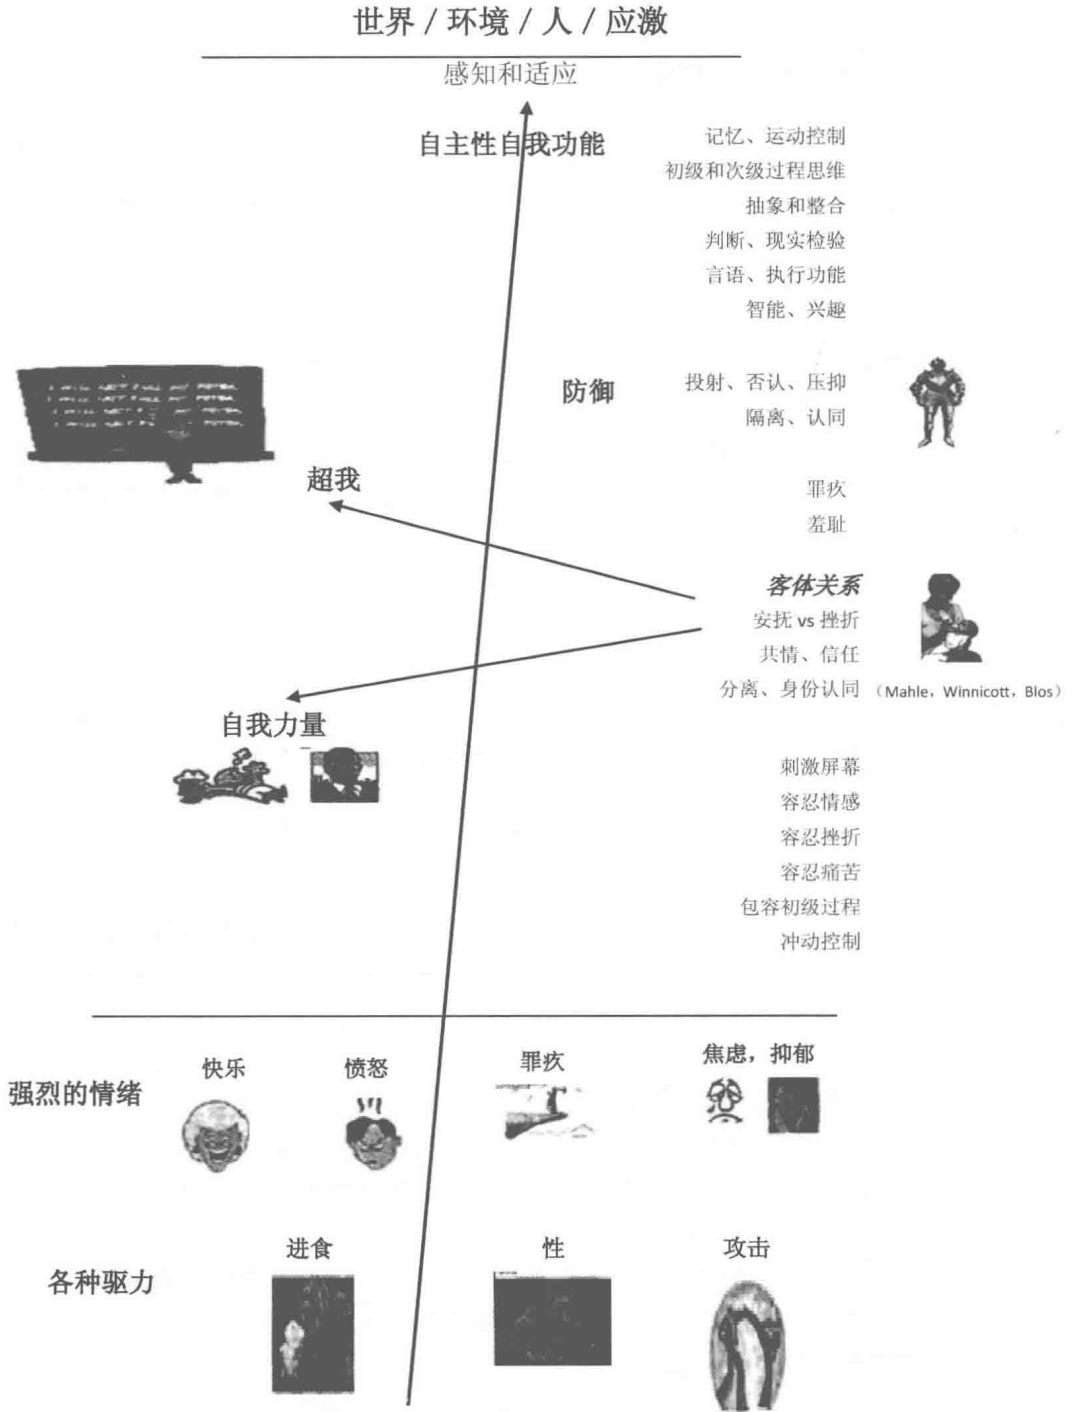 世界 / 环境 / 人 / 应激
感知和适应
自主性自我功能
记忆、运动控制
初级和次级过程思维
抽象和整合
判断、现实检验
言语、执行功能
智能、兴趣
防御
投射、否认、压抑
隔离、认同
超我
罪疚
羞耻
客体关系
安抚 vs 挫折
共情、信任
分离、身份认同 （Mahle，Winnicott，Blos）
自我力量
刺激屏幕
容忍情感
容忍挫折
容忍痛苦
包容初级过程
冲动控制
强烈的情绪
快乐
愤怒
罪疚
焦虑，抑郁
各种驱力
进食
性
攻击